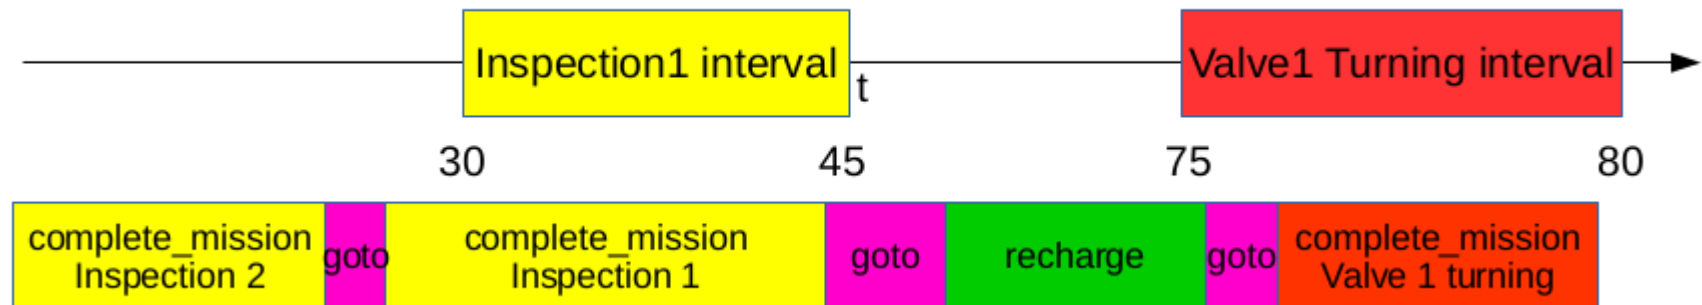 Inspection1 interval
Valve1 Turning interval
t
30
45
75
80
complete_mission
Inspection 2
goto
complete_mission
Inspection 1
goto
recharge
goto
complete_mission
Valve 1 turning